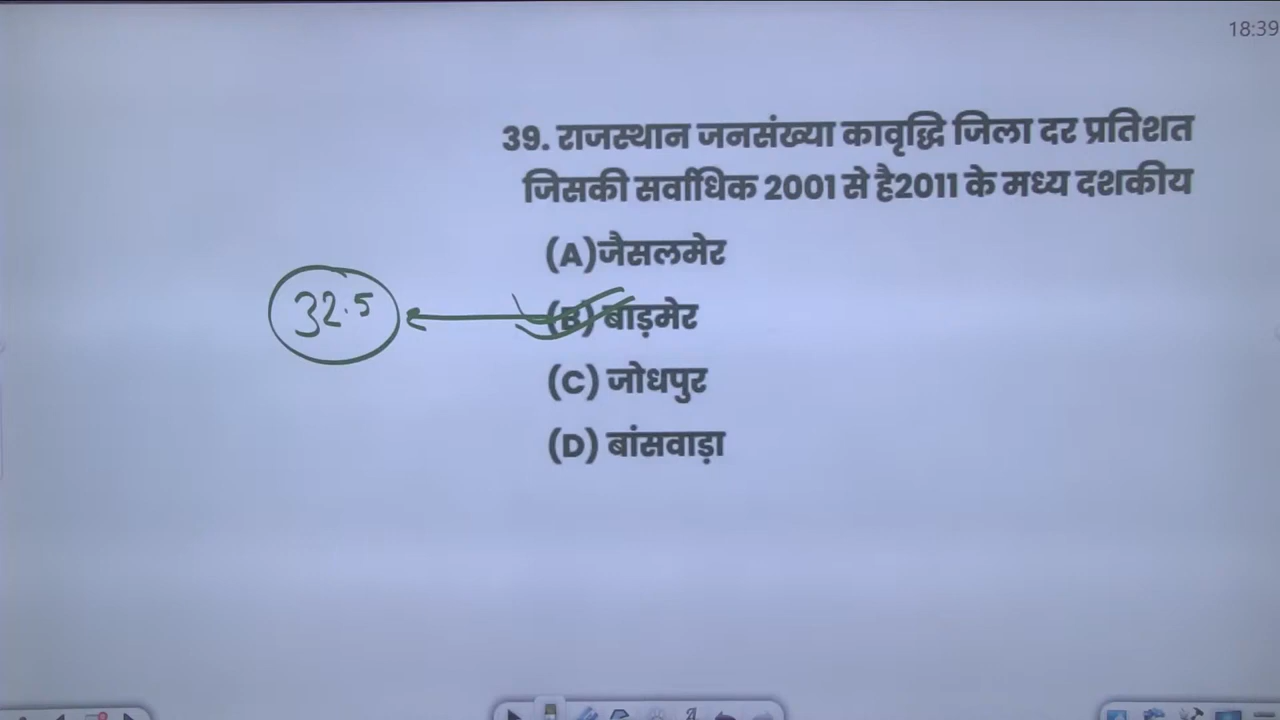 18:39
39. राजस्थान जनसंख्या कावृद्धि जिला दर प्रतिशत
जिसकी सर्वाधिक 2001 से है2011 के मध्य दशकीय
(A)जैसलमेर
32.5
(B) बाड़मेर
(C) जोधपुर
(D) बांसवाड़ा